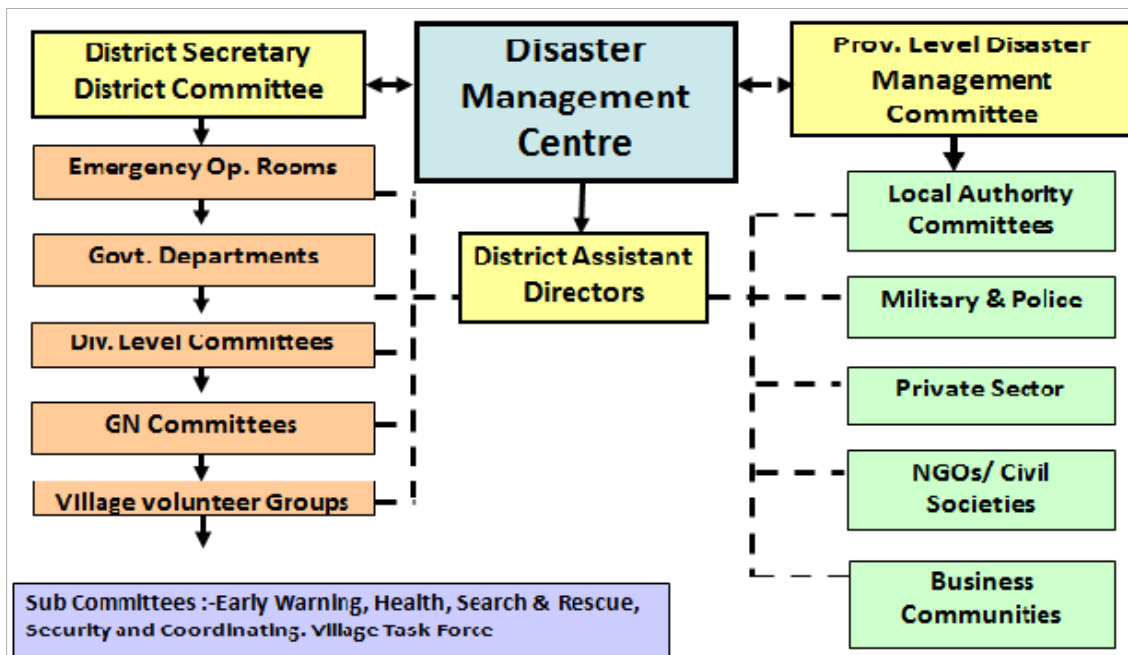 District Secretary
District Committee
Emergency Op. Rooms
Govt. Departments
Div. Level Committees
GN Committees
Village volunteer Groups
Sub Committees :-Early Warning, Health, Search & Rescue,
Security and Coordinating. Village Task Force
Disaster
Management
Centre
District Assistant
Directors
Prov. Level Disaster
Management
Committee
Local Authority
Committees
Military & Police
Private Sector
NGOs/ Civil
Societies
Business
Communities